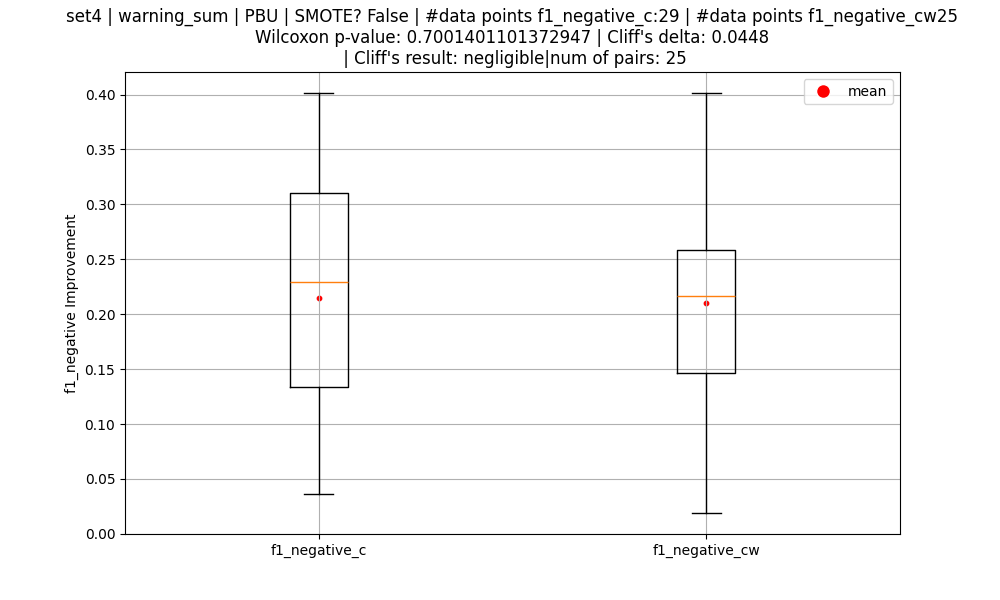 set4 | warning_sum | PBU | SMOTE? False | #data points f1_negative_c:29 | #data points f1_negative_cw25
Wilcoxon p-value: 0.7001401101372947 | Cliff's delta: 0.0448
| Cliff's result: negligible|num of pairs: 25
mean
0.40
0.35
0.30
0.25
0.20
0.15
0.10
0.05
0.00
f1_negative Improvement
f1_negative_c
f1_negative_cw